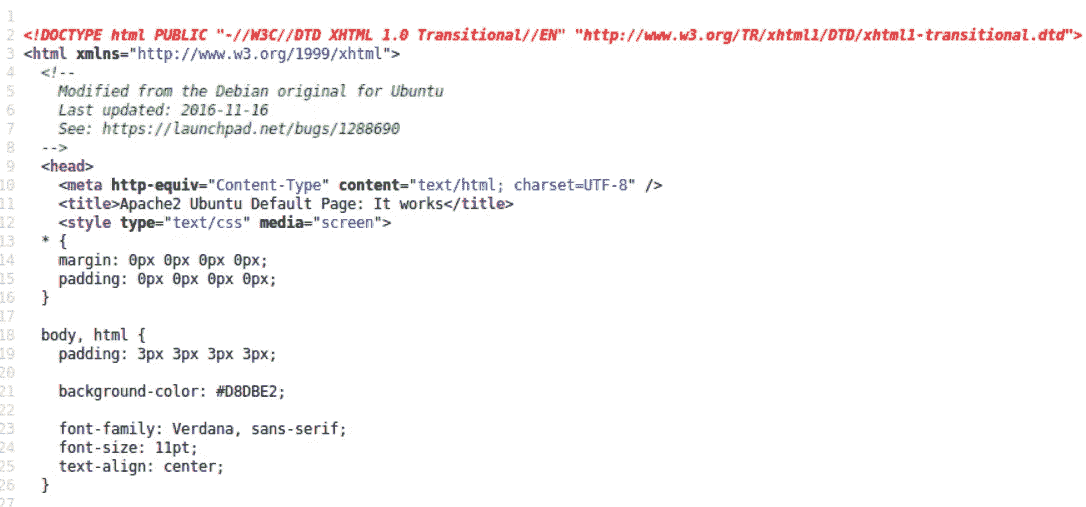 1
2 <!DOCTYPE html PUBLIC "-//W3C//DTD XHTML 1.0 Transitional//EN" "http://www.w3.org/TR/xhtml1/DTD/xhtml1-transitional.dtd">
3 <html xmlns="http://www.w3.org/1999/xhtml">
4   <!--
5     Modified from the Debian original for Ubuntu
6     Last updated: 2016-11-16
7     See: https://launchpad.net/bugs/1288690
8   -->
9   <head>
10     <meta http-equiv="Content-Type" content="text/html; charset=UTF-8" />
11     <title>Apache2 Ubuntu Default Page: It works</title>
12     <style type="text/css" media="screen">
13   * {
14     margin: 0px 0px 0px 0px;
15     padding: 0px 0px 0px 0px;
16   }
17
18   body, html {
19     padding: 3px 3px 3px 3px;
20
21     background-color: #D8DBE2;
22
23     font-family: Verdana, sans-serif;
24     font-size: 11pt;
25     text-align: center;
26   }
27